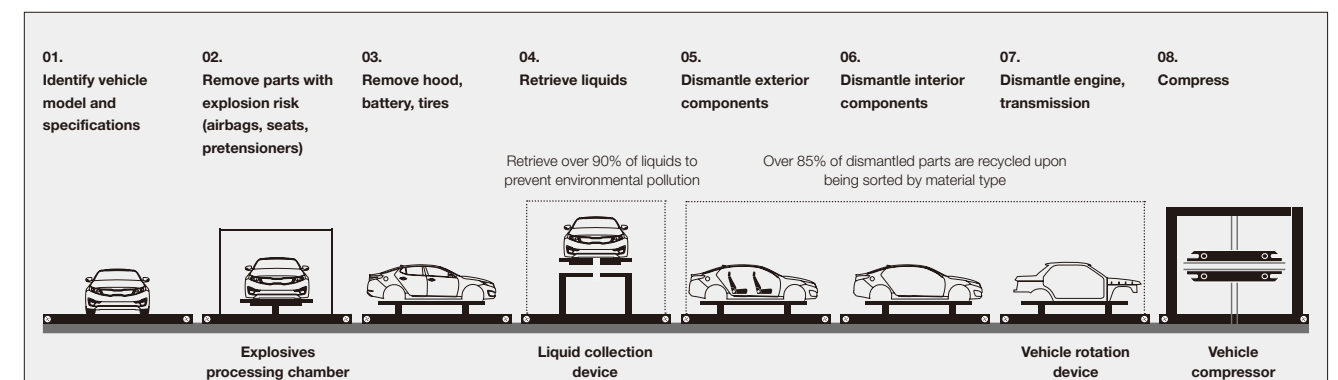 01.
Identify vehicle
model and
specifications
02.
Remove parts with
explosion risk
(airbags, seats,
pretensioners)
03.
Remove hood,
battery, tires
04.
Retrieve liquids
05.
Dismantle exterior
components
06.
Dismantle interior
components
07.
Dismantle engine,
transmission
08.
Compress
Retrieve over 90% of liquids to
prevent environmental pollution
Over 85% of dismantled parts are recycled upon
being sorted by material type
Explosives
processing chamber
Liquid collection
device
Vehicle rotation
device
Vehicle
compressor